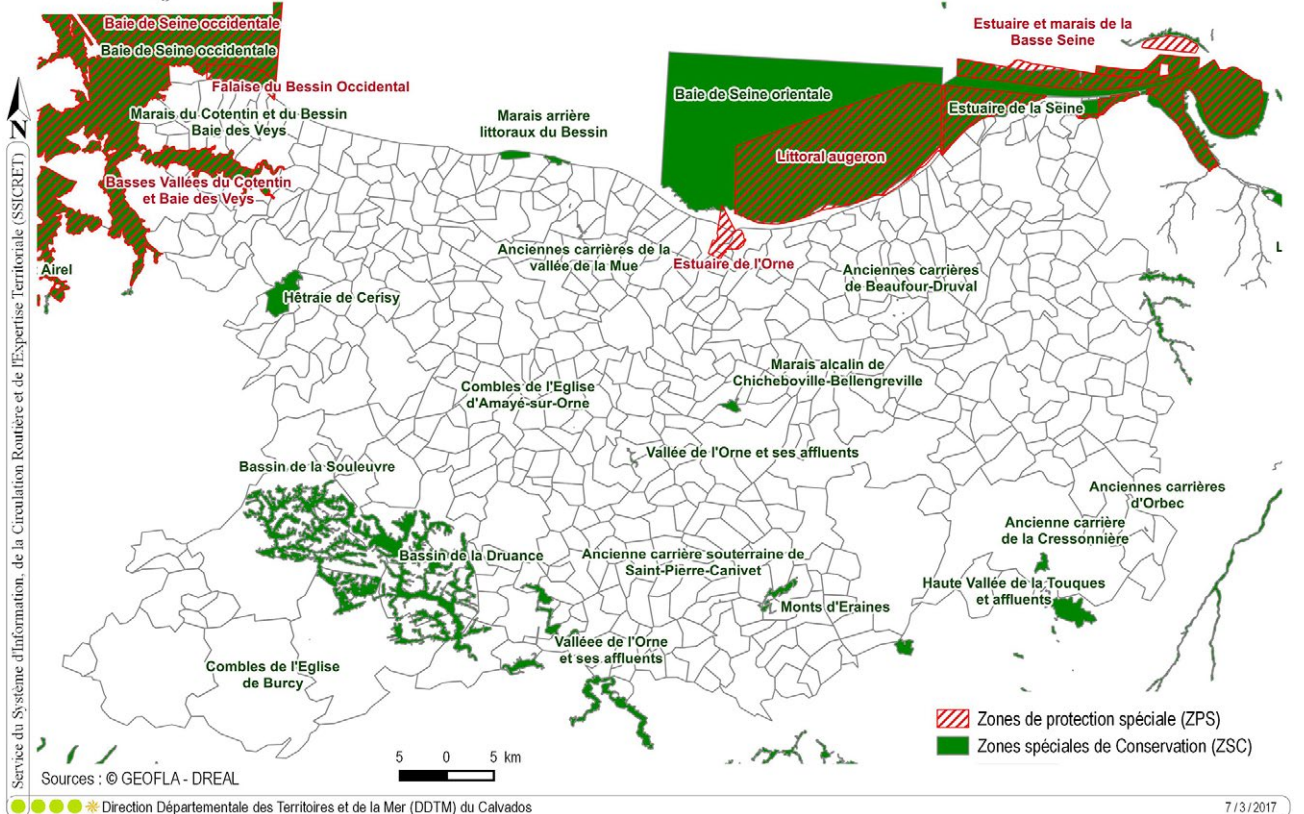 Baie de Seine occidentale
Baie de Seine occidentale
Falaise du Bessin Occidental
Marais du Cotentin et du Bessin
Baie des Veys
Basses Vallées du Cotentin
et Baie des Veys
Airel
Hêtraie de Cerisy
Marais arrière
littoraux du Bessin
Baie de Seine orientale
Littoral augeron
Estuaire et marais de la
Basse Seine
Estuaire de la Seine
Anciennes carrières de la
vallée de la Mue
Estuaire de l'Orne
Anciennes carrières
de Beaufour-Druval
L
Combles de l'Eglise
d'Amayé-sur-Orne
Marais alcalin de
Chicheboville-Bellengreville
Vallée de l'Orne et ses affluents
Bassin de la Souleuvre
Bassin de la Druance
Ancienne carrière souterraine de
Saint-Pierre-Canivet
Monts d'Eraines
Anciennes carrières
d'Orbec
Ancienne carrière
de la Cressonnière
Haute Vallée de la Touques
et affluents
Valléee de l'Orne
et ses affluents
Combles de l'Eglise
de Burcy
Zones de protection spéciale (ZPS)
Zones spéciales de Conservation (ZSC)
5 0 5 km
Sources : © GEOFLA - DREAL
Direction Départementale des Territoires et de la Mer (DDTM) du Calvados
7 / 3 / 2017
N
Service du Système d'Information, de la Circulation Routière et de l'Expertise Territoriale (SSICRET)